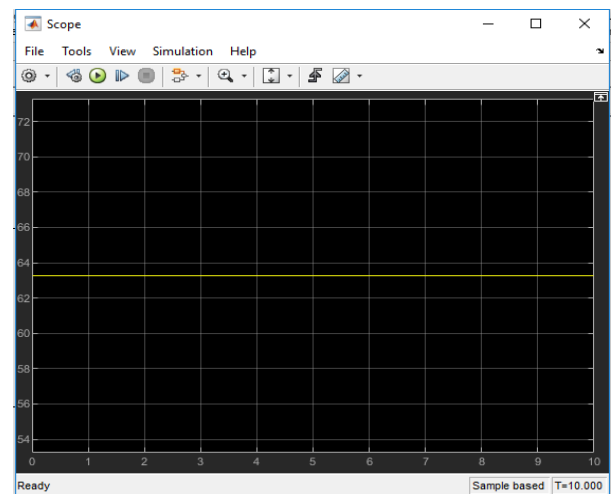 Scope
File Tools View Simulation Help
72
70
68
66
64
62
60
58
56
54
0 1 2 3 4 5 6 7 8 9 10
Ready Sample based T=10.000